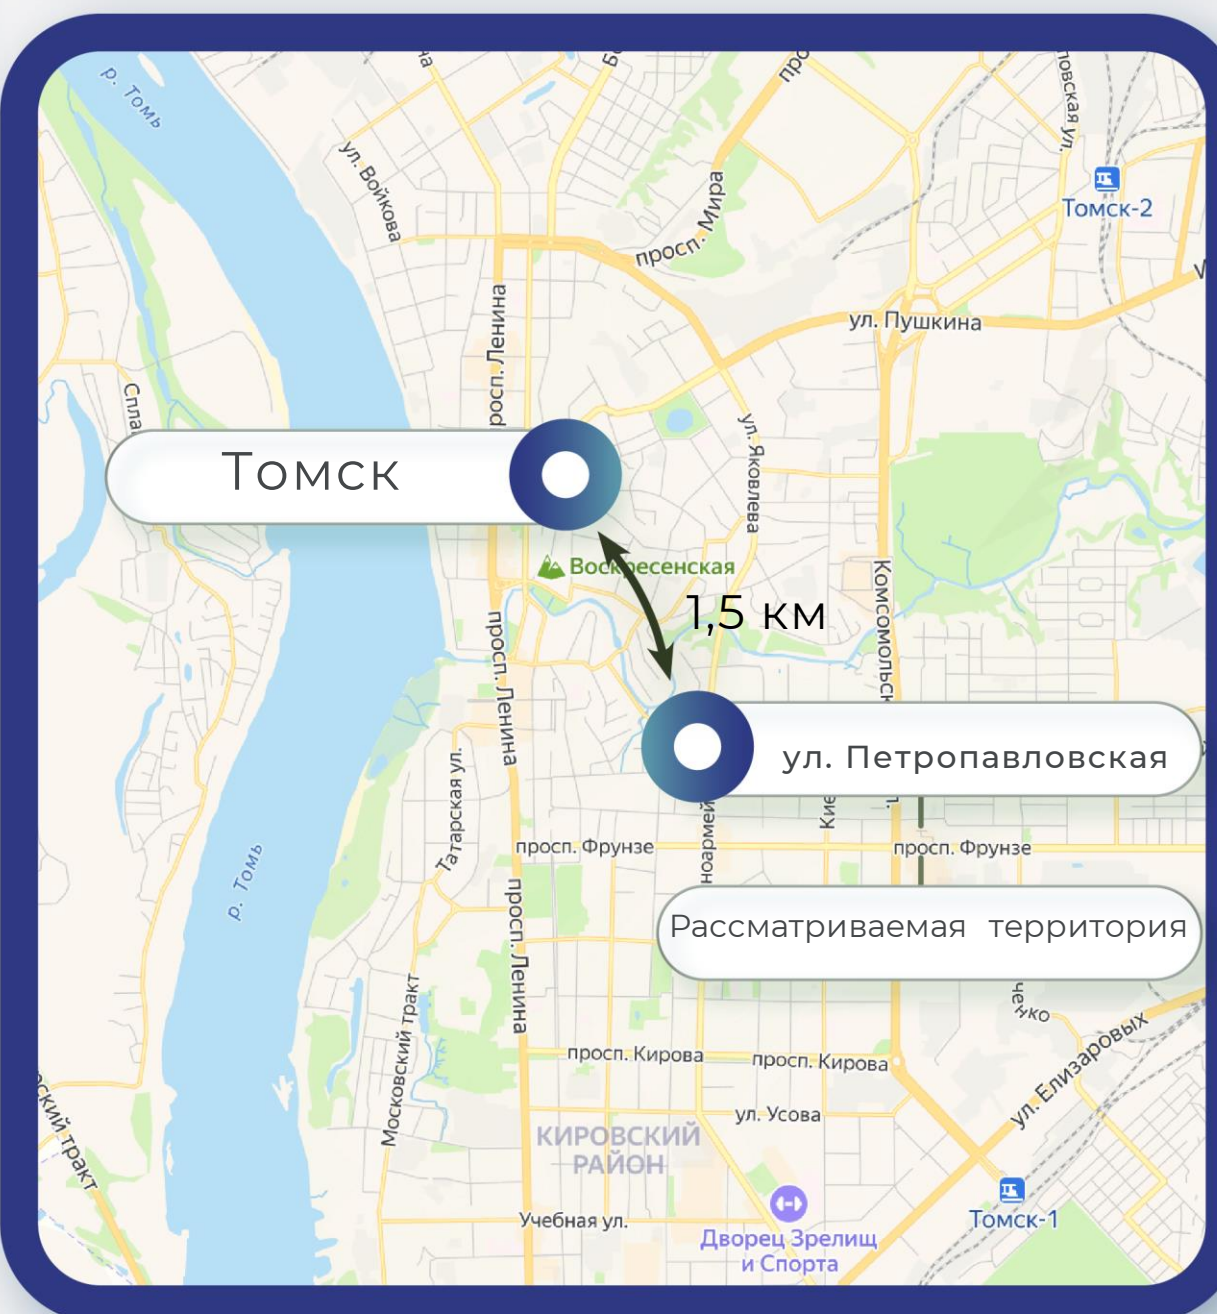 р. Томь
ул. Войкова
просп. Мира
Томск-2
ул. Пушкина
росп. Ленина
ул. Яковлева
Томск
Воскресенская
1,5 км
просп. Ленина
ул. Петропавловская
Татарская ул.
просп. Фрунзе
просп. Фрунзе
р. Томь
просп. Ленина
Рассматриваемая территория
Московский тракт
ул. Елизаровых
просп. Кирова
просп. Кирова
ул. Усова
КИРОВСКИЙ
РАЙОН
Учебная ул.
Томск-1
Дворец Зрелищ
и Спорта